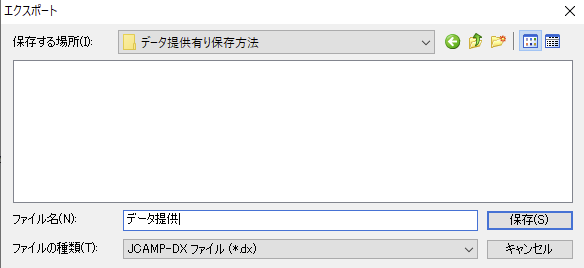 エクスポート
保存する場所(I): データ提供有り保存方法
ファイル名(N): データ提供 保存(S)
ファイルの種類(T): JCAMP-DX ファイル (*.dx) キャンセル